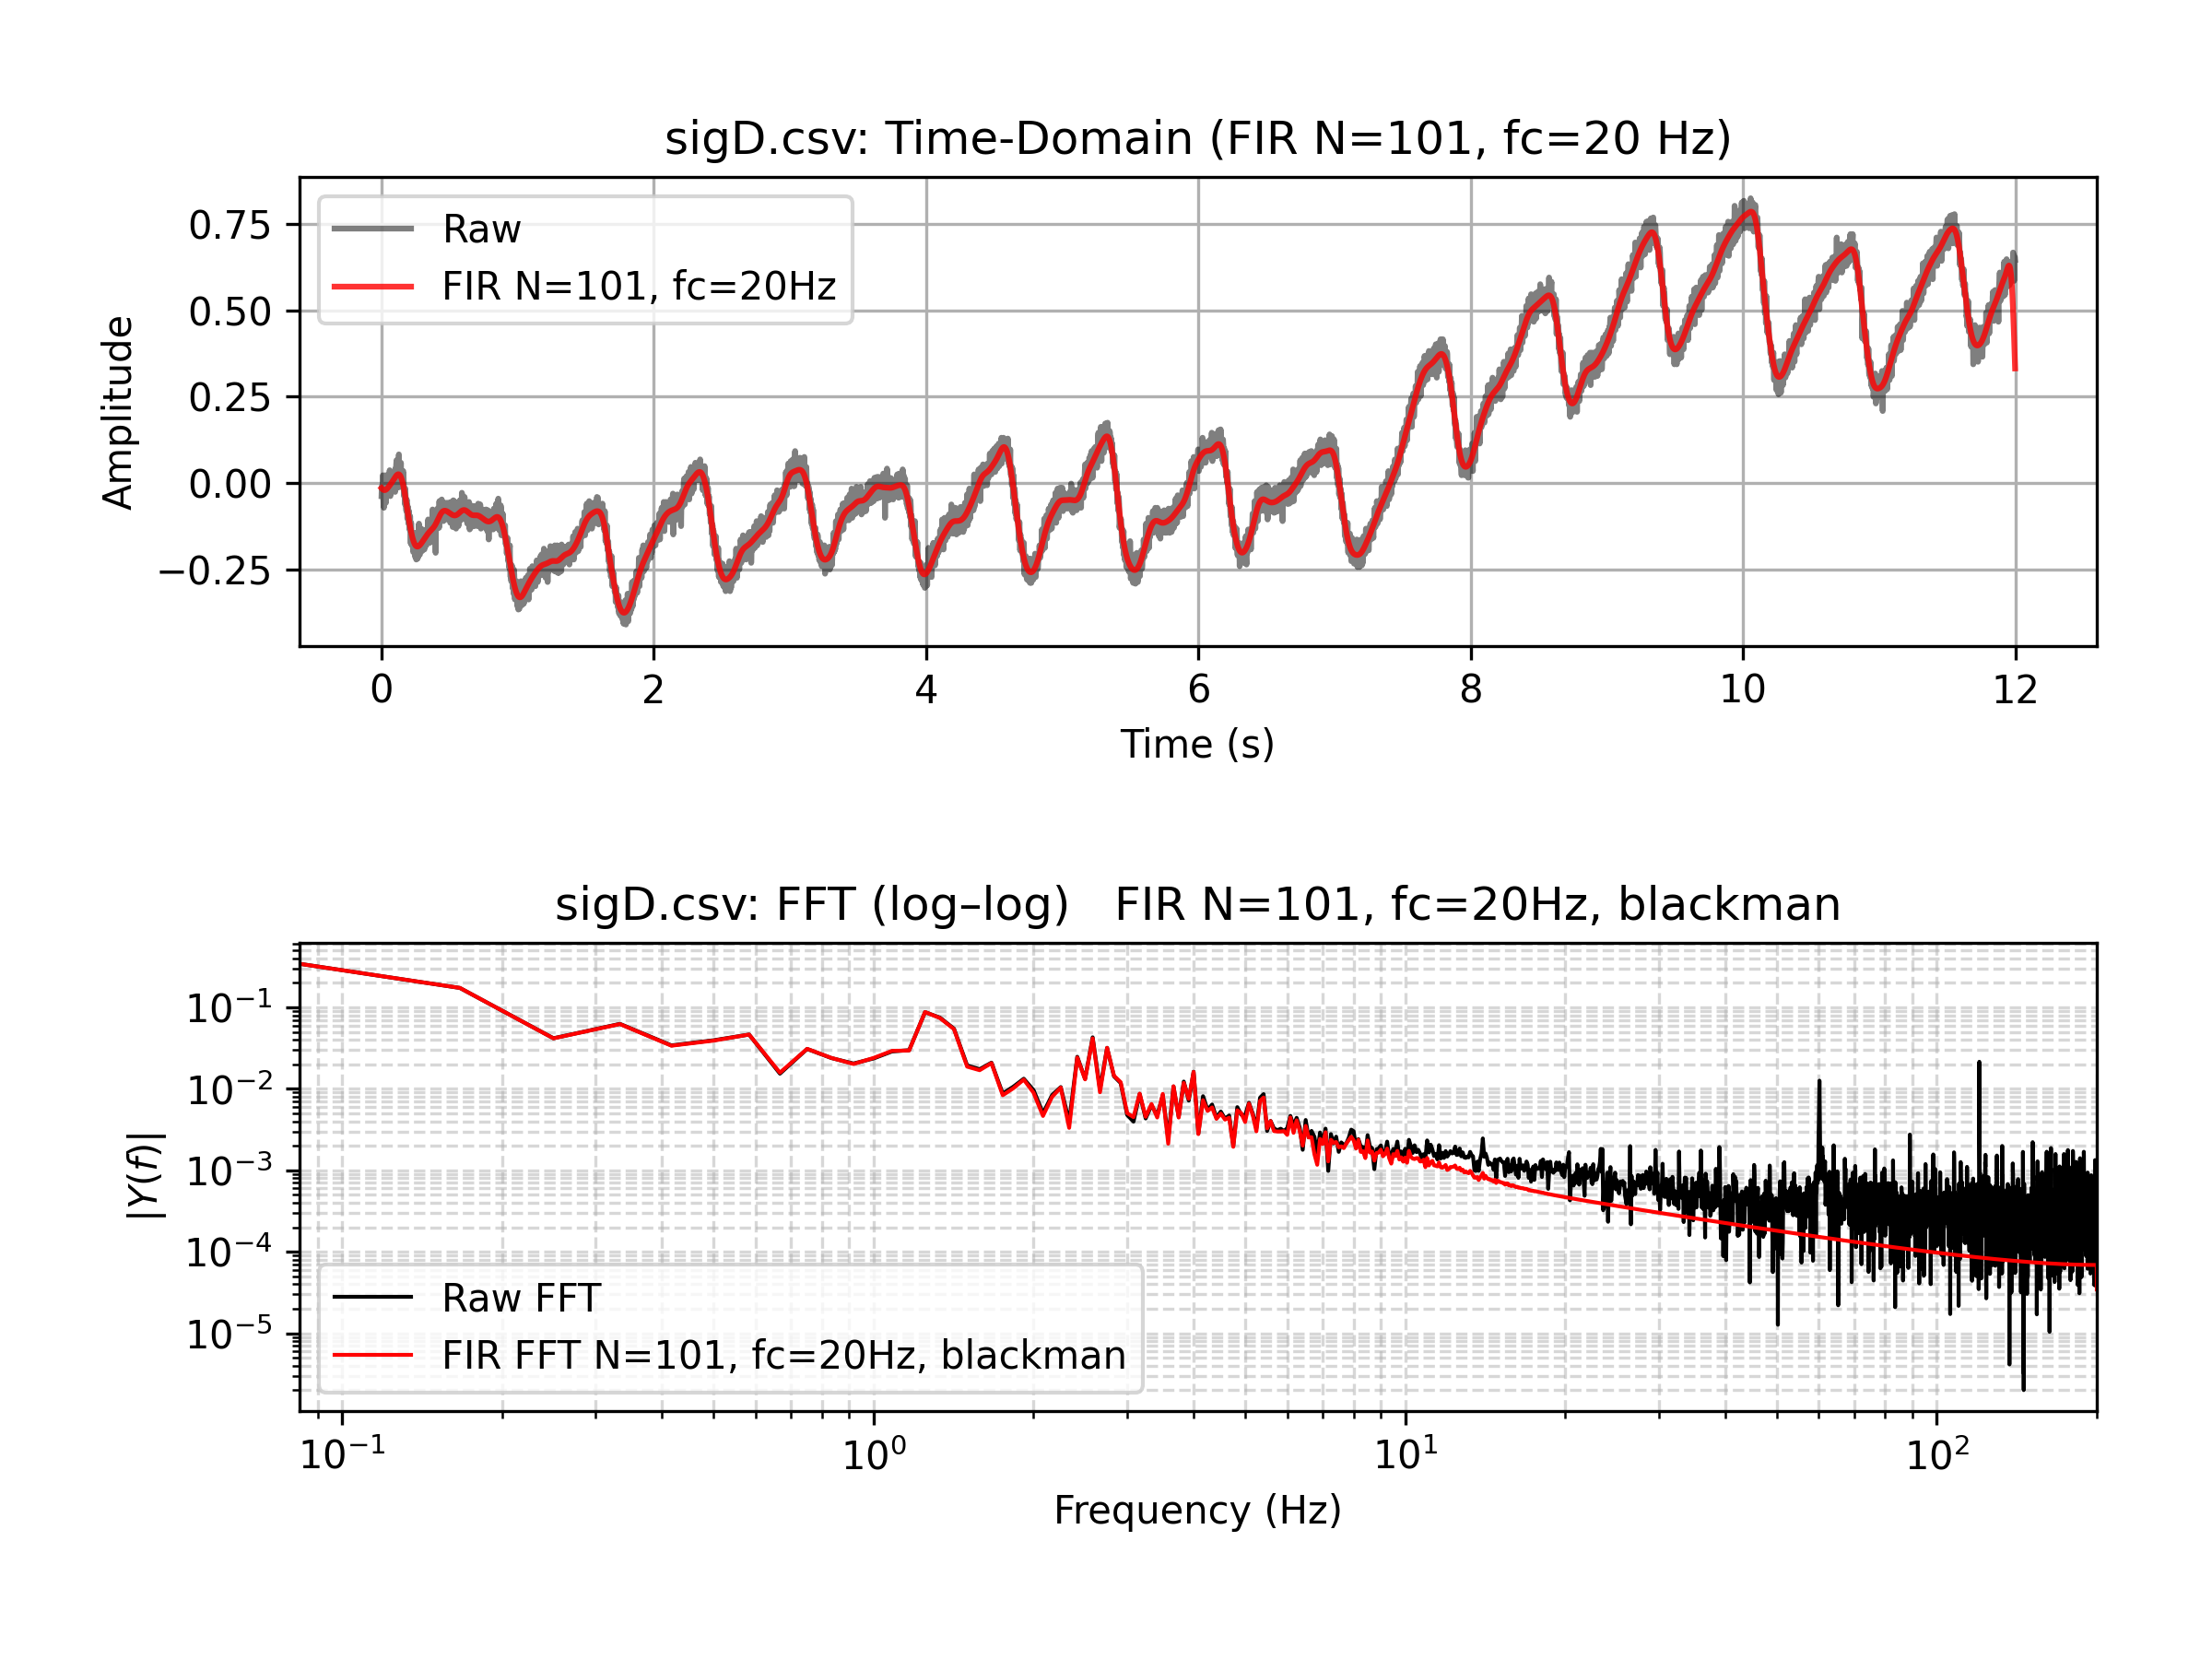 sigD.csv: Time-Domain (FIR N=101, fc=20 Hz)
Amplitude
0.75
0.50
0.25
0.00
−0.25
Raw
FIR N=101, fc=20Hz
0 2 4 6 8 10 12
Time (s)
sigD.csv: FFT (log–log) FIR N=101, fc=20Hz, blackman
|Y(f)|
10⁻¹
10⁻²
10⁻³
10⁻⁴
10⁻⁵
Raw FFT
FIR FFT N=101, fc=20Hz, blackman
10⁻¹ 10⁰ 10¹ 10²
Frequency (Hz)